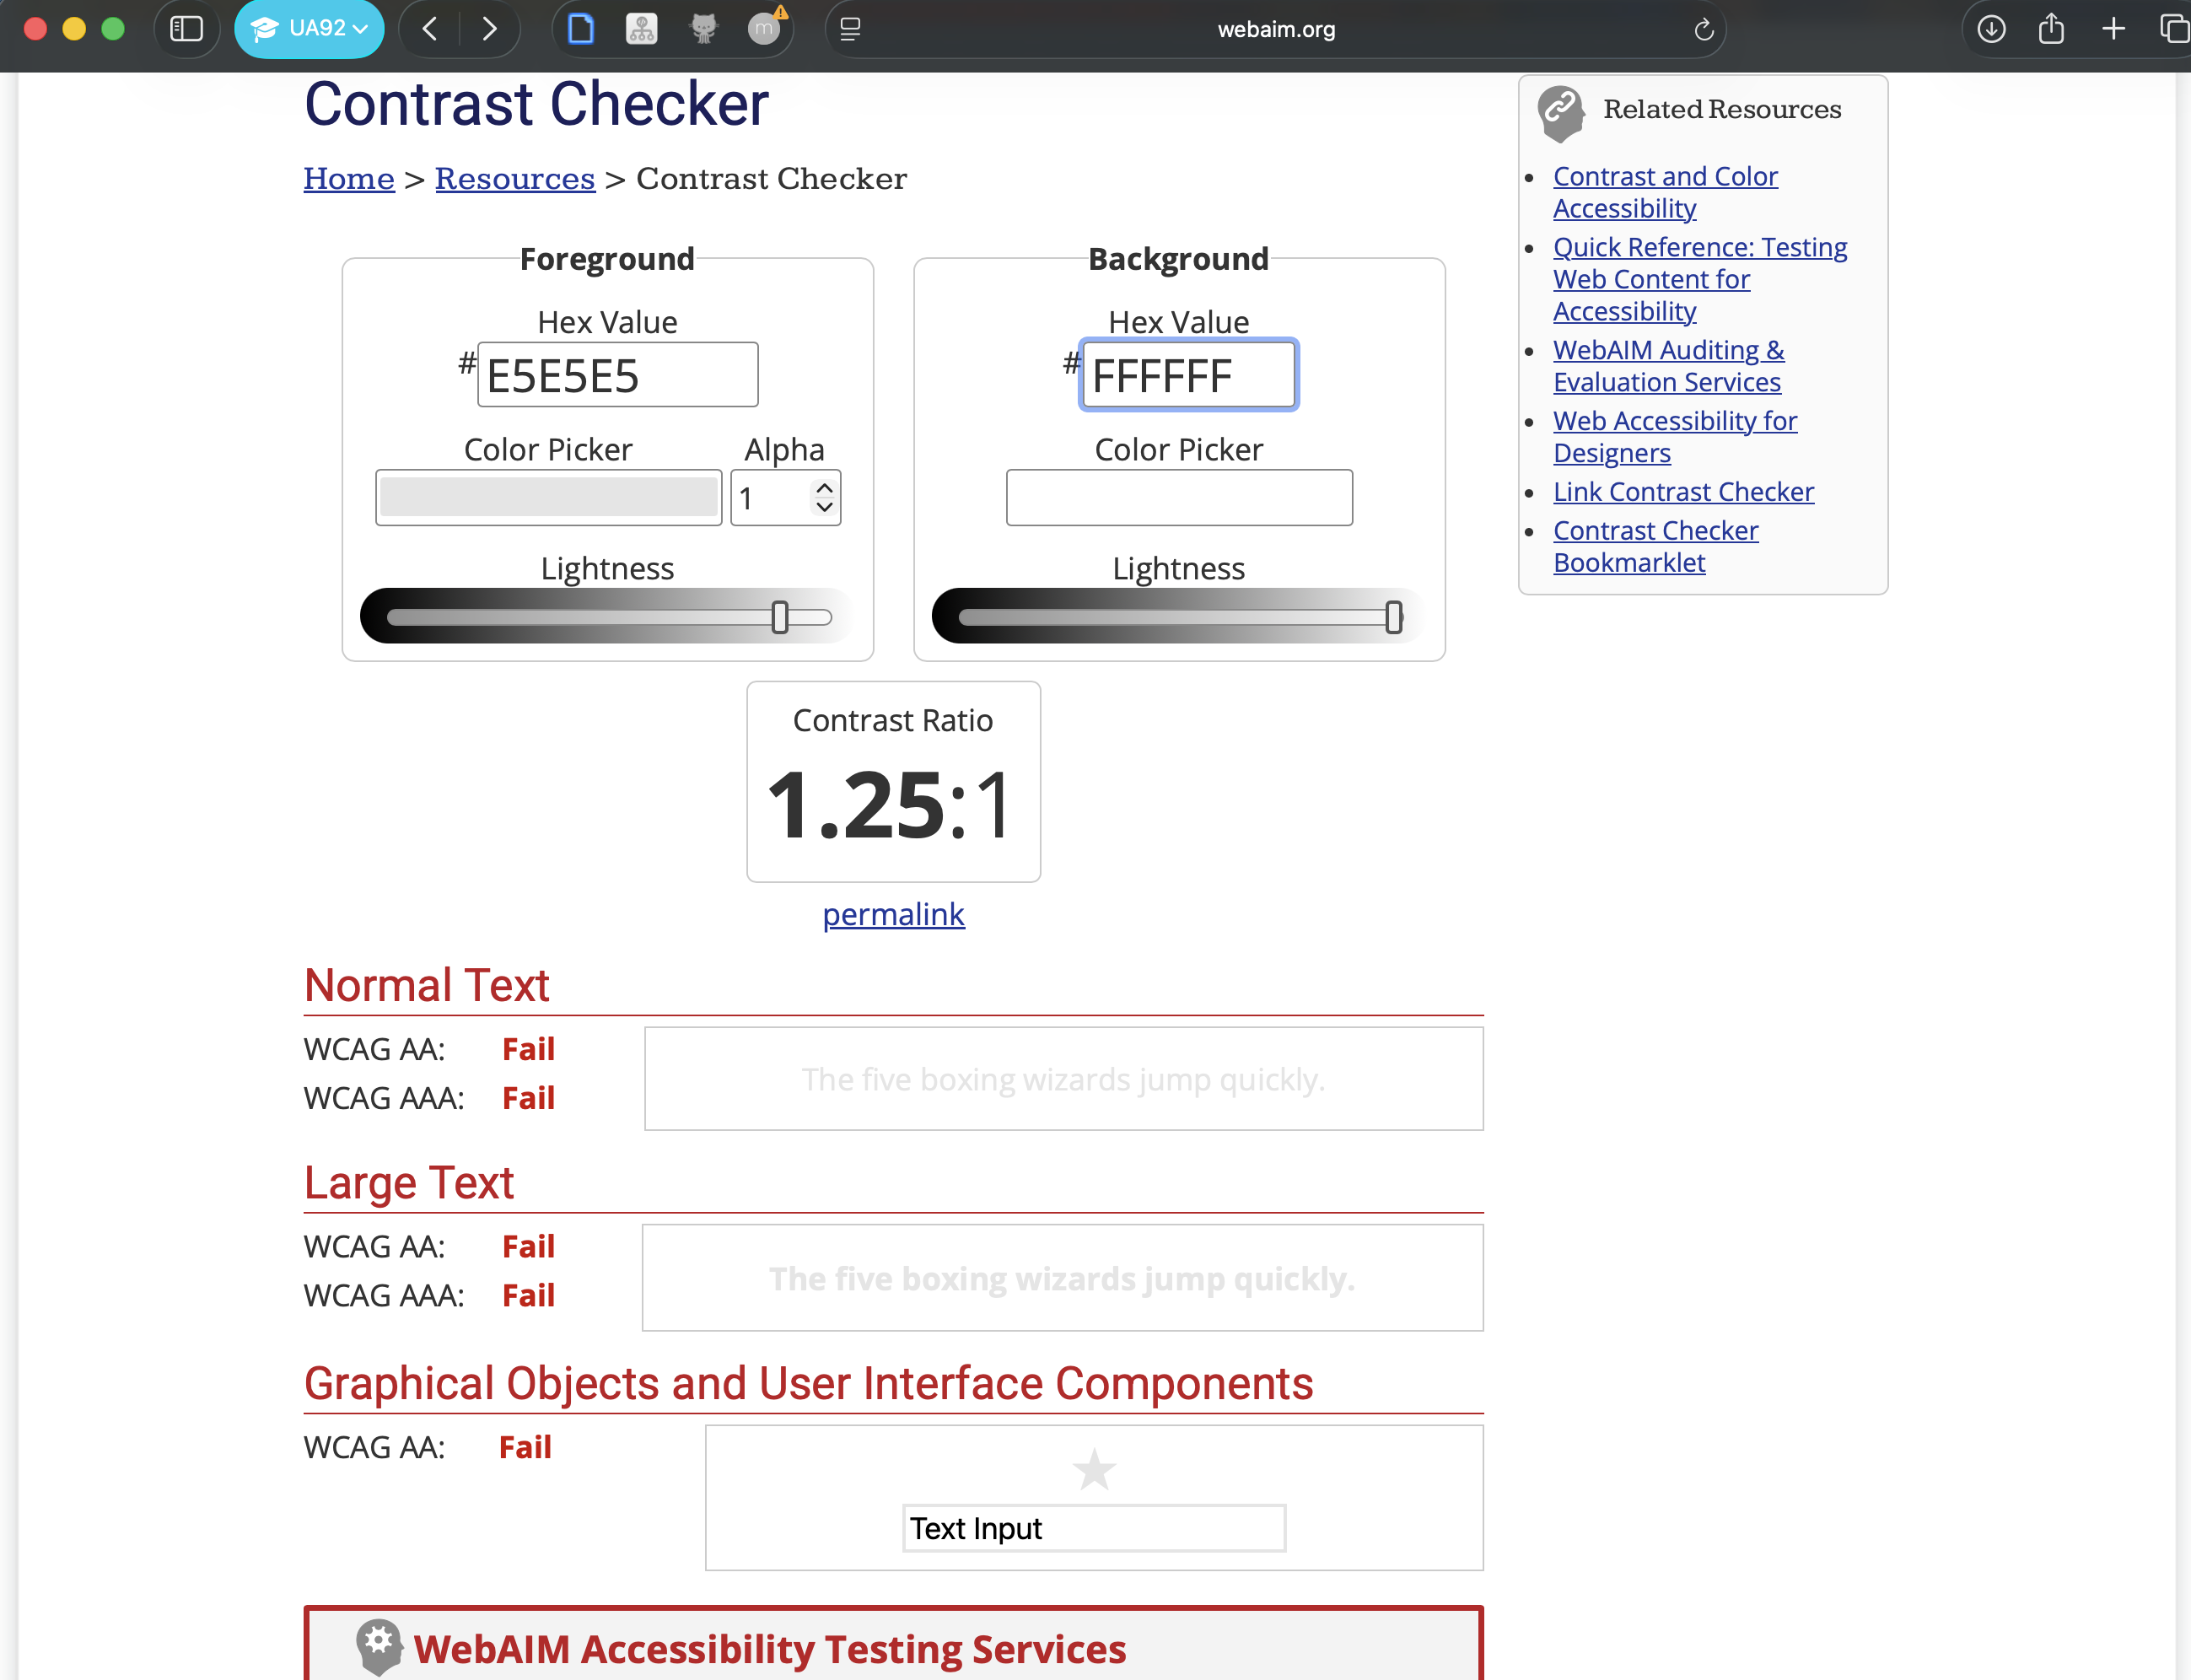 UA92
m
webaim.org
Contrast Checker
Home > Resources > Contrast Checker
Foreground
Hex Value
# E5E5E5
Color Picker
Alpha
1
Lightness
Background
Hex Value
# FFFFFF
Color Picker
Lightness
Contrast Ratio
1.25:1
permalink
Normal Text
WCAG AA: Fail
WCAG AAA: Fail
The five boxing wizards jump quickly.
Large Text
WCAG AA: Fail
WCAG AAA: Fail
The five boxing wizards jump quickly.
Graphical Objects and User Interface Components
WCAG AA: Fail
Text Input
WebAIM Accessibility Testing Services
Related Resources
Contrast and Color
Accessibility
Quick Reference: Testing
Web Content for
Accessibility
WebAIM Auditing &
Evaluation Services
Web Accessibility for
Designers
Link Contrast Checker
Contrast Checker
Bookmarklet